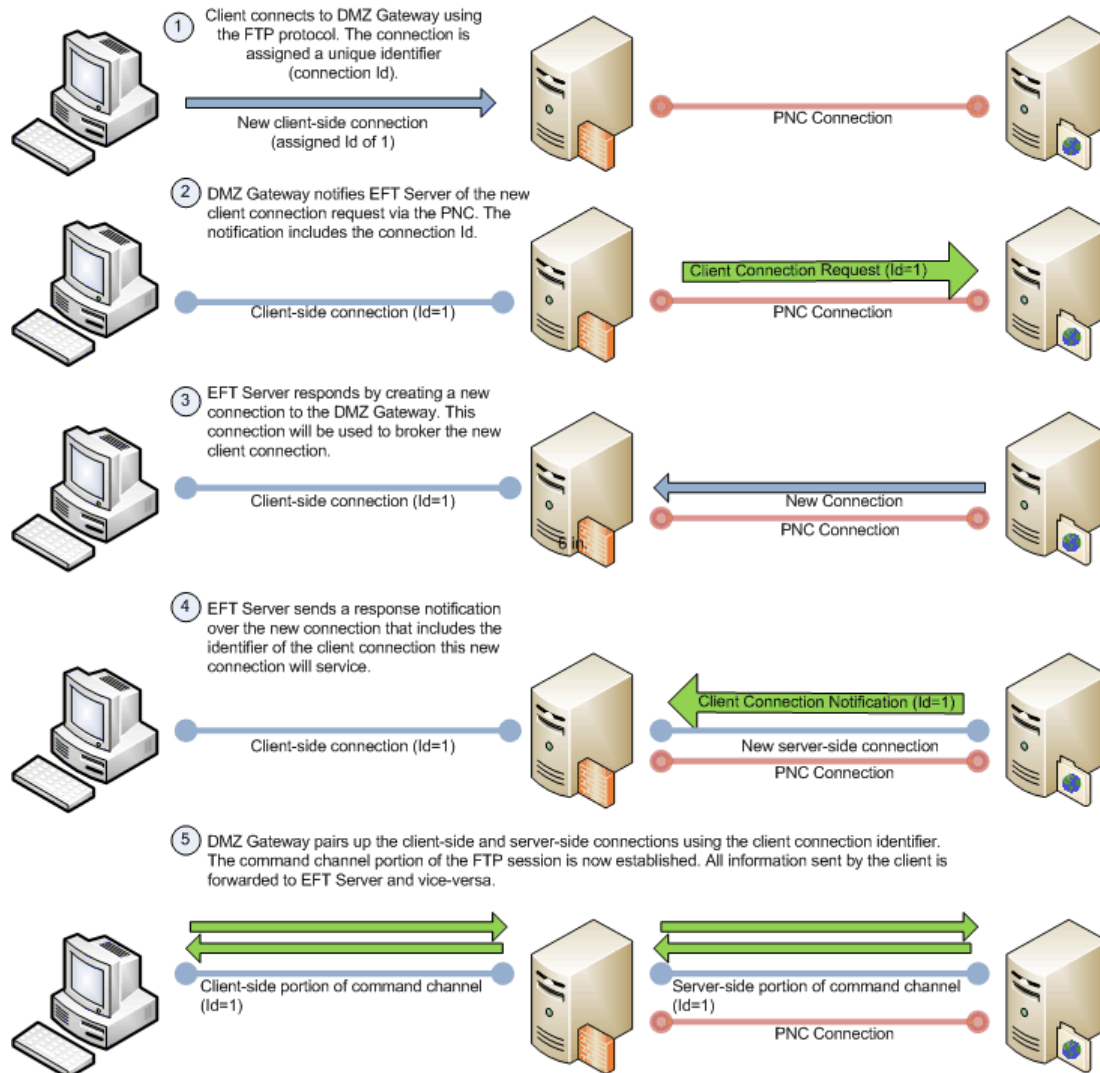 1
Client connects to DMZ Gateway using
the FTP protocol. The connection is
assigned a unique identifier
(connection Id).
New client-side connection
(assigned Id of 1)
PNC Connection
2
DMZ Gateway notifies EFT Server of the new
client connection request via the PNC. The
notification includes the connection Id.
Client Connection Request (Id=1)
Client-side connection (Id=1)
PNC Connection
3
EFT Server responds by creating a new
connection to the DMZ Gateway. This
connection will be used to broker the new
client connection.
Client-side connection (Id=1)
New Connection
PNC Connection
6 in.
4
EFT Server sends a response notification
over the new connection that includes the
identifier of the client connection this new
connection will service.
Client Connection Notification (Id=1)
Client-side connection (Id=1)
New server-side connection
PNC Connection
5
DMZ Gateway pairs up the client-side and server-side connections using the client connection identifier.
The command channel portion of the FTP session is now established. All information sent by the client is
forwarded to EFT Server and vice-versa.
Client-side portion of command channel
(Id=1)
Server-side portion of command channel
(Id=1)
PNC Connection